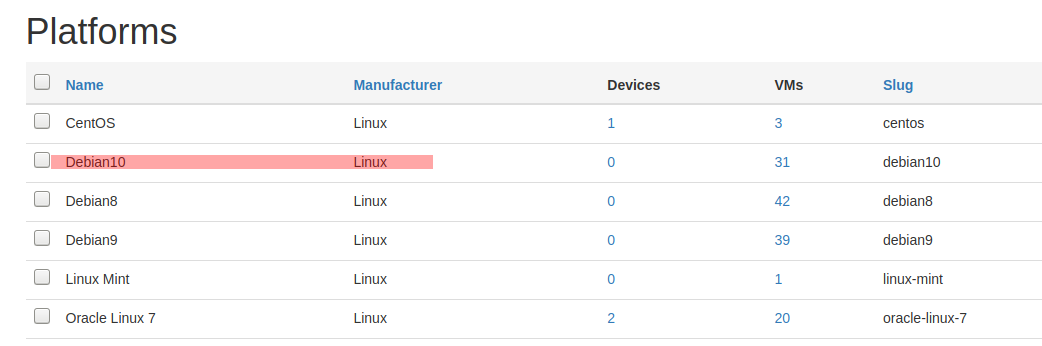 Platforms
Name Manufacturer Devices VMs Slug
CentOS Linux 1 3 centos
Debian10 Linux 0 31 debian10
Debian8 Linux 0 42 debian8
Debian9 Linux 0 39 debian9
Linux Mint Linux 0 1 linux-mint
Oracle Linux 7 Linux 2 20 oracle-linux-7